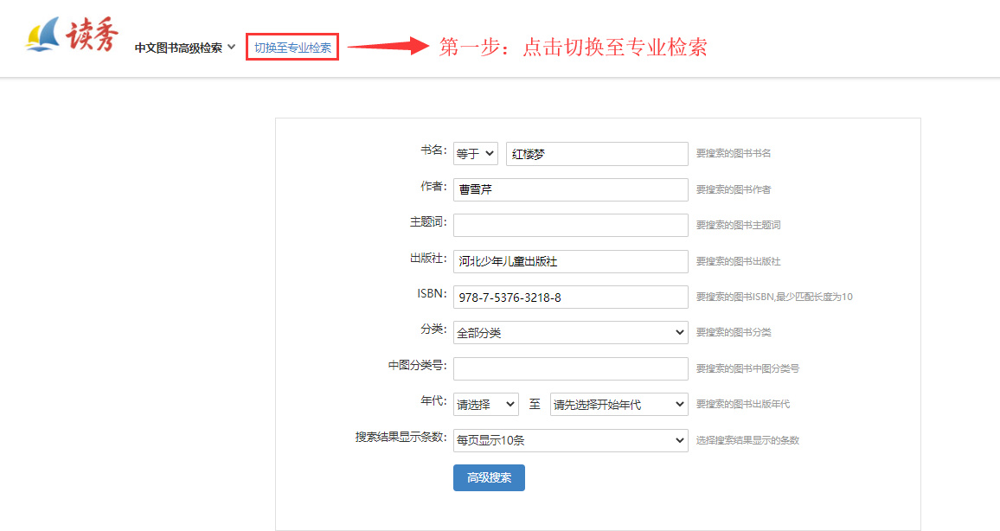 读秀
中文图书高级检索 切换至专业检索 第一步：点击切换至专业检索
书名： 等于 红楼梦 要搜索的图书书名
作者： 曹雪芹 要搜索的图书作者
主题词： 要搜索的图书主题词
出版社： 河北少年儿童出版社 要搜索的图书出版社
ISBN： 978-7-5376-3218-8 要搜索的图书ISBN,最少匹配长度为10
分类： 全部分类 要搜索的图书分类
中图分类号： 要搜索的图书中图分类号
年代： 请选择 至 请先选择开始年代 要搜索的图书出版年代
搜索结果显示条数： 每页显示10条 选择搜索结果显示的条数
高级搜索